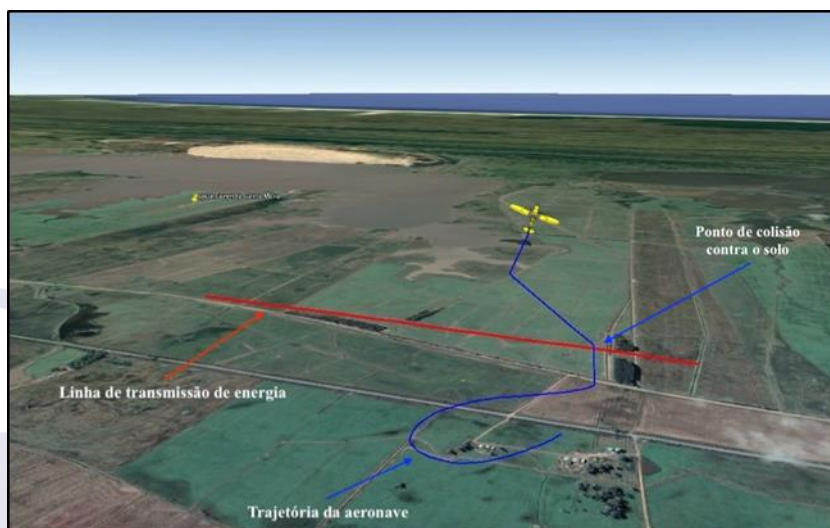 Ponto de colisão
contra o solo
Linha de transmissão de energia
Trajetória da aeronave